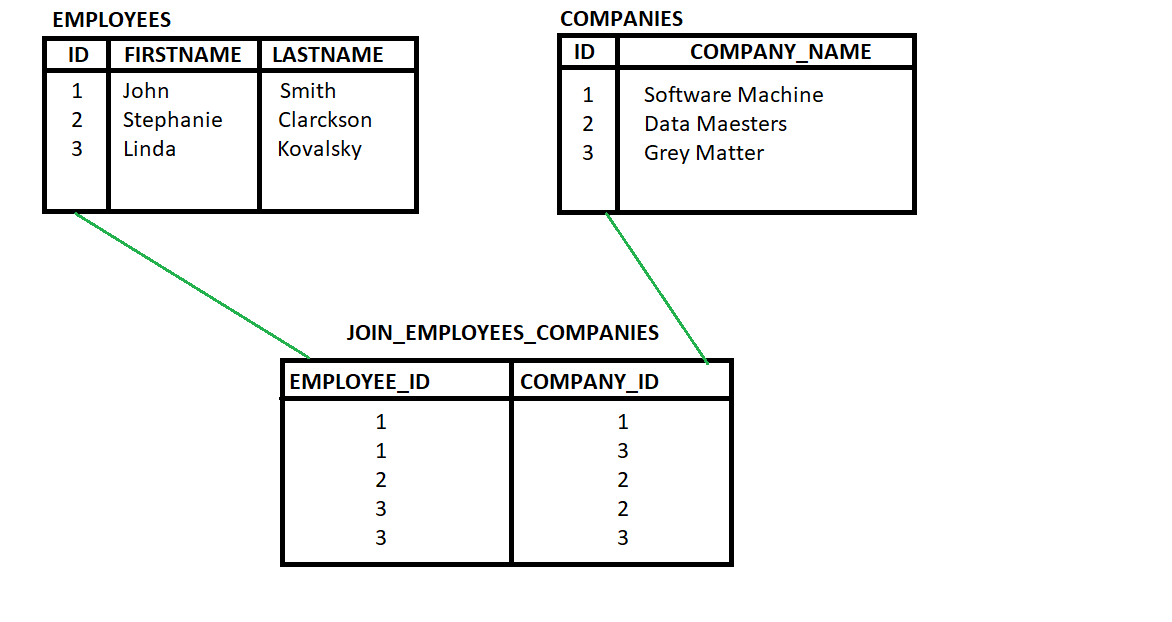 EMPLOYEES
ID FIRSTNAME LASTNAME
1 John Smith
2 Stephanie Clarckson
3 Linda Kovalsky
COMPANIES
ID COMPANY_NAME
1 Software Machine
2 Data Maesters
3 Grey Matter
JOIN_EMPLOYEES_COMPANIES
EMPLOYEE_ID COMPANY_ID
1 1
1 3
2 2
3 2
3 3